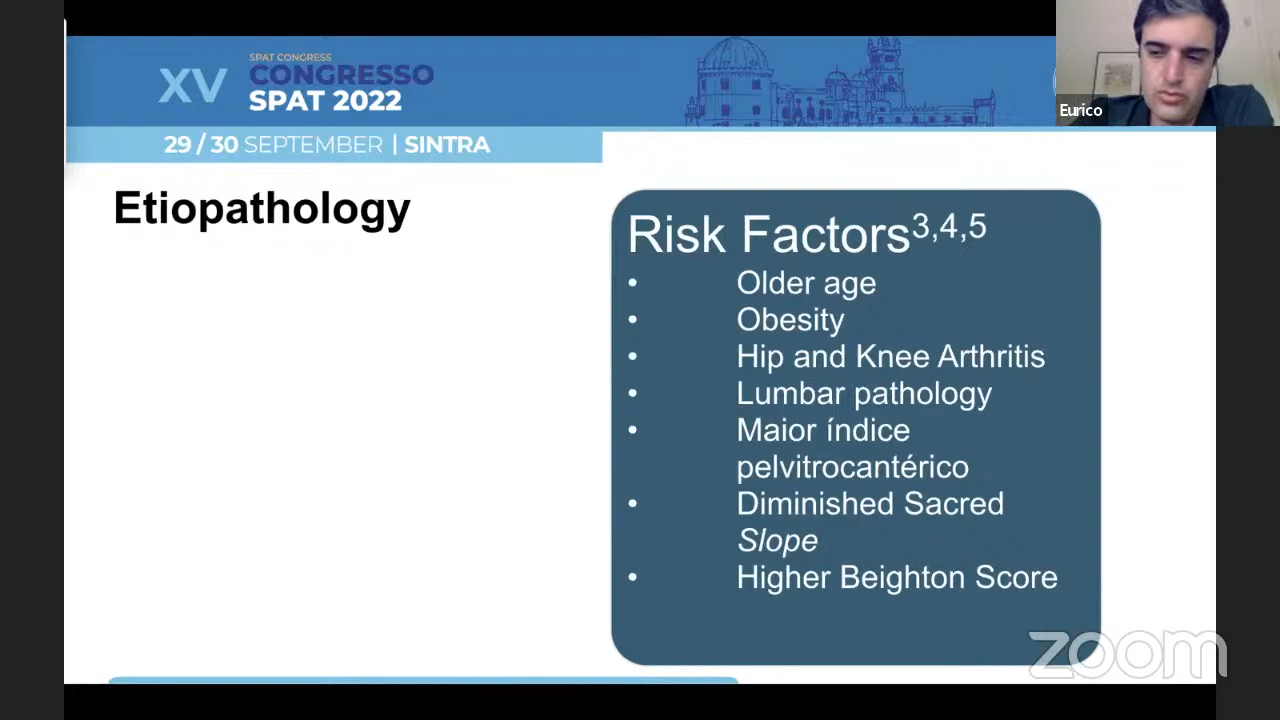 SPAT CONGRESS
XV CONGRESSO
SPAT 2022
29 / 30 SEPTEMBER | SINTRA
Eurico
Etiopathology
Risk Factors3,4,5
• Older age
• Obesity
• Hip and Knee Arthritis
• Lumbar pathology
• Maior índice
pelvitrocantérico
• Diminished Sacred
Slope
• Higher Beighton Score
zoom